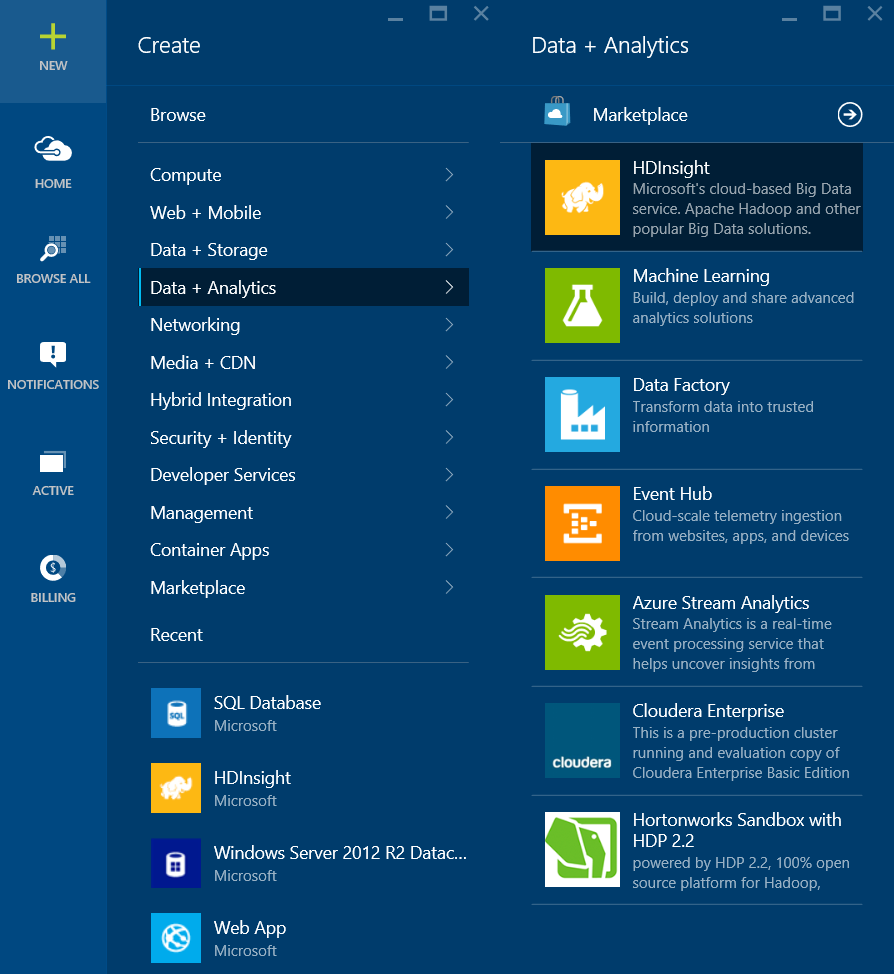 NEW
HOME
BROWSE ALL
NOTIFICATIONS
ACTIVE
BILLING
Create
Browse
Compute
Web + Mobile
Data + Storage
Data + Analytics
Networking
Media + CDN
Hybrid Integration
Security + Identity
Developer Services
Management
Container Apps
Marketplace
Recent
SQL
SQL Database
Microsoft
HDInsight
Microsoft
Windows Server 2012 R2 Datac...
Microsoft
Web App
Microsoft
Data + Analytics
Marketplace
HDInsight
Microsoft's cloud-based Big Data
service. Apache Hadoop and other
popular Big Data solutions.
Machine Learning
Build, deploy and share advanced
analytics solutions
Data Factory
Transform data into trusted
information
Event Hub
Cloud-scale telemetry ingestion
from websites, apps, and devices
Azure Stream Analytics
Stream Analytics is a real-time
event processing service that
helps uncover insights from
cloudera
Cloudera Enterprise
This is a pre-production cluster
running and evaluation copy of
Cloudera Enterprise Basic Edition
Hortonworks Sandbox with
HDP 2.2
powered by HDP 2.2, 100% open
source platform for Hadoop,